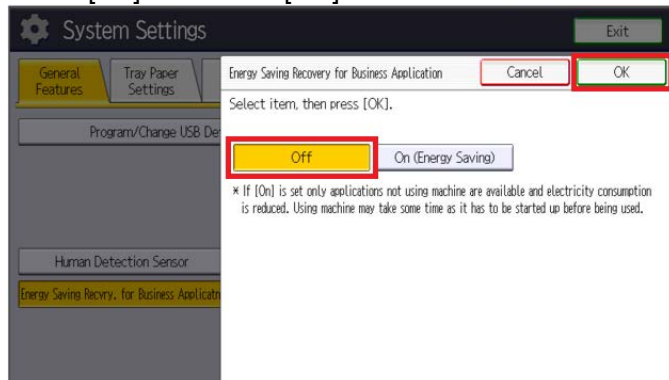 System Settings
Exit
General
Features
Tray Paper
Settings
Program/Change USB De
Human Detection Sensor
Energy Saving Recvry. for Business Applicatn
Energy Saving Recovery for Business Application
Cancel
OK
Select item, then press [OK].
Off
On (Energy Saving)
* If [On] is set only applications not using machine are available and electricity consumption
is reduced. Using machine may take some time as it has to be started up before being used.